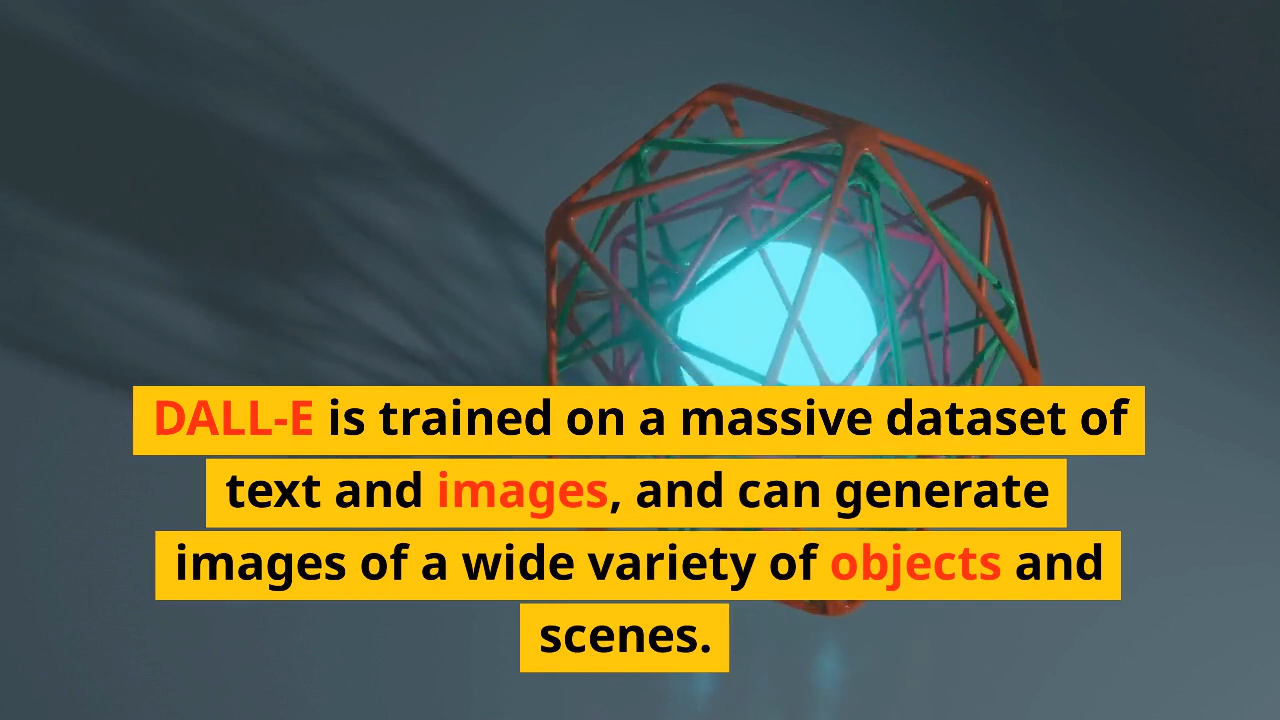 DALL-E is trained on a massive dataset of
text and images, and can generate
images of a wide variety of objects and
scenes.